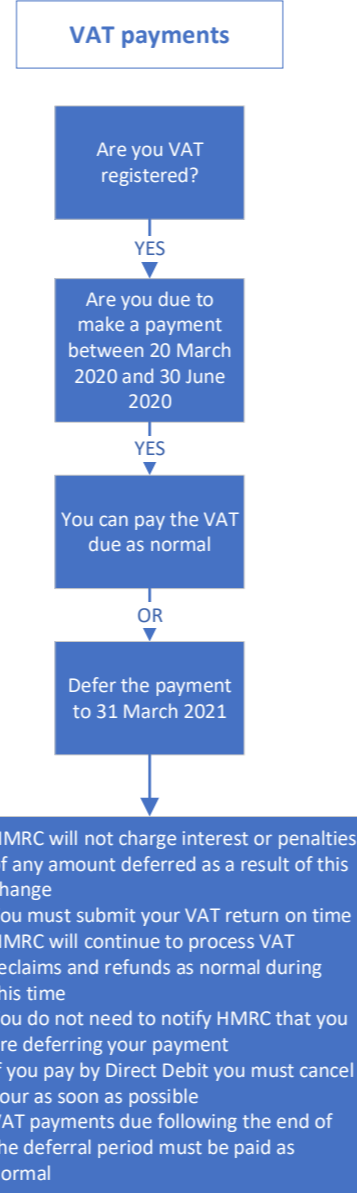 VAT payments
Are you VAT
registered?
YES
Are you due to
make a payment
between 20 March
2020 and 30 June
2020
YES
You can pay the VAT
due as normal
OR
Defer the payment
to 31 March 2021
HMRC will not charge interest or penalties
of any amount deferred as a result of this
change
You must submit your VAT return on time
HMRC will continue to process VAT
reclaims and refunds as normal during
this time
You do not need to notify HMRC that you
are deferring your payment
If you pay by Direct Debit you must cancel
your as soon as possible
VAT payments due following the end of
the deferral period must be paid as
normal